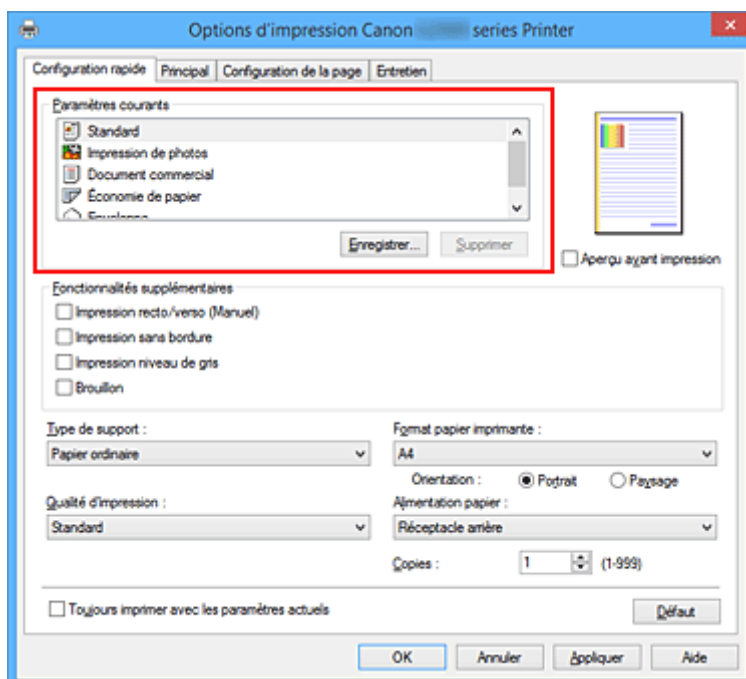 Options d'impression Canon series Printer
Configuration rapide Principal Configuration de la page Entretien
Paramètres courants
Standard
Impression de photos
Document commercial
Économie de papier
Enregistrer... Supprimer
Aperçu avant impression
Fonctionnalités supplémentaires
Impression recto/verso (Manuel)
Impression sans bordure
Impression niveau de gris
Brouillon
Type de support : Format papier imprimante :
Papier ordinaire A4
Orientation : Portrait Paysage
Qualité d'impression : Alimentation papier :
Standard Réceptacle arrière
Copies : 1 (1-999)
Toujours imprimer avec les paramètres actuels Défaut
OK Annuler Appliquer Aide